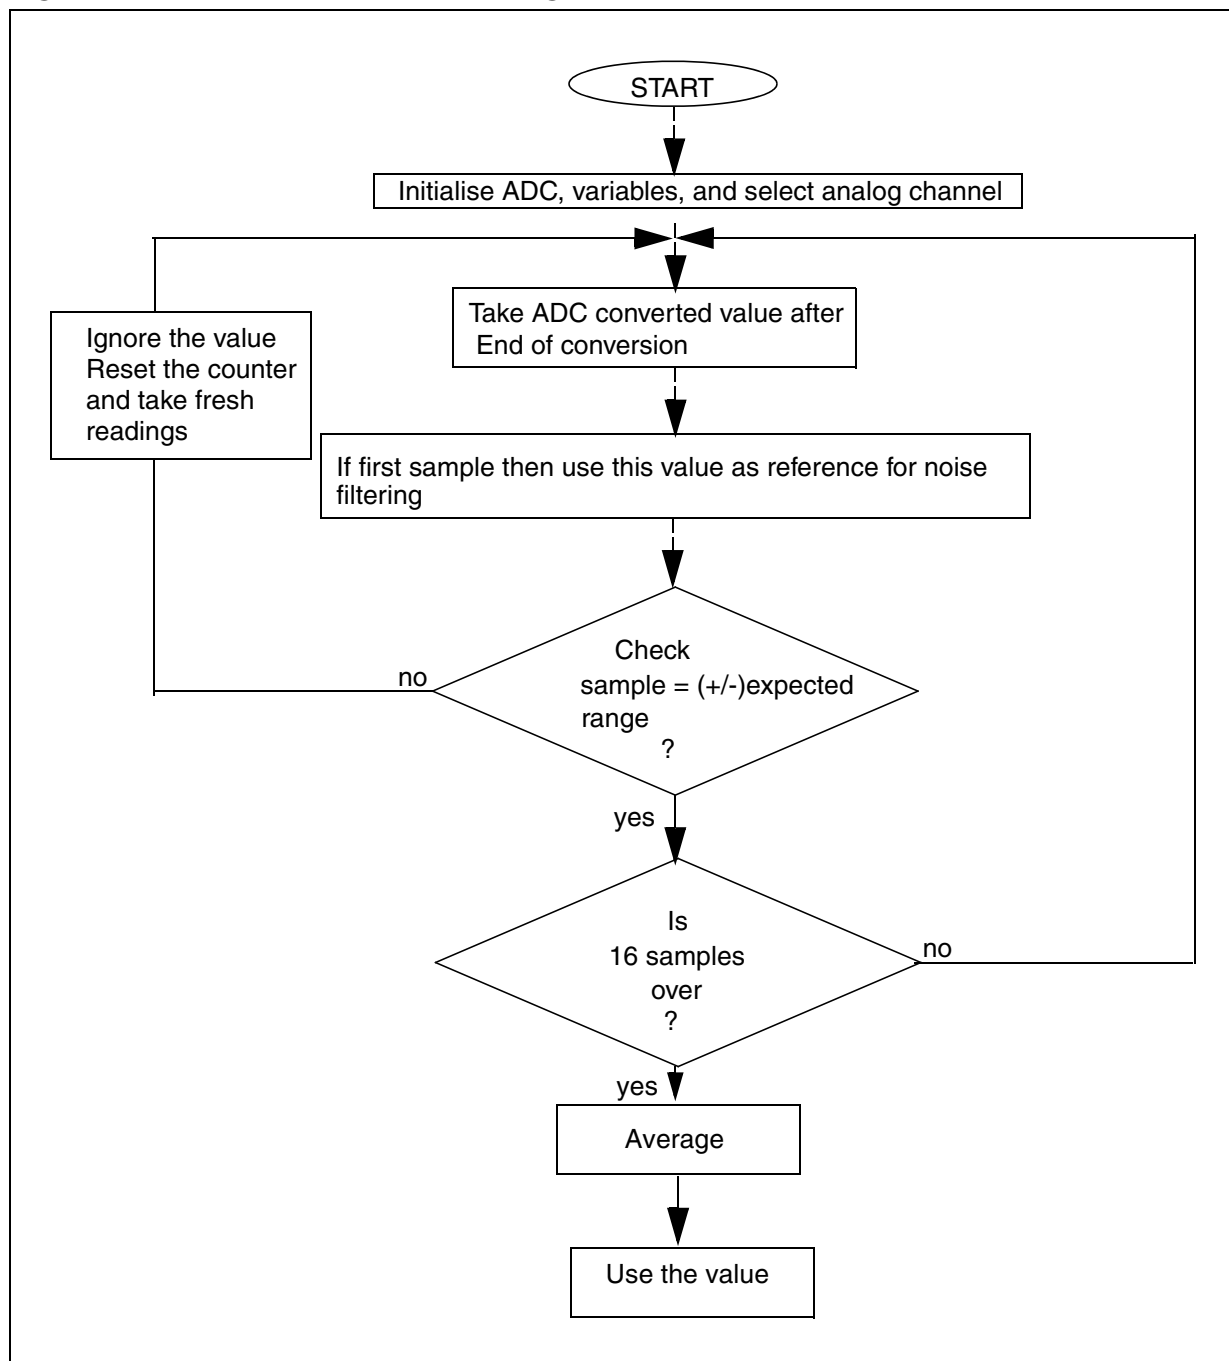 START
Initialise ADC, variables, and select analog channel
Take ADC converted value after
End of conversion
Ignore the value
Reset the counter
and take fresh
readings
If first sample then use this value as reference for noise
filtering
Check
sample = (+/-)expected
range
?
no
yes
Is
16 samples
over
?
no
yes
Average
Use the value